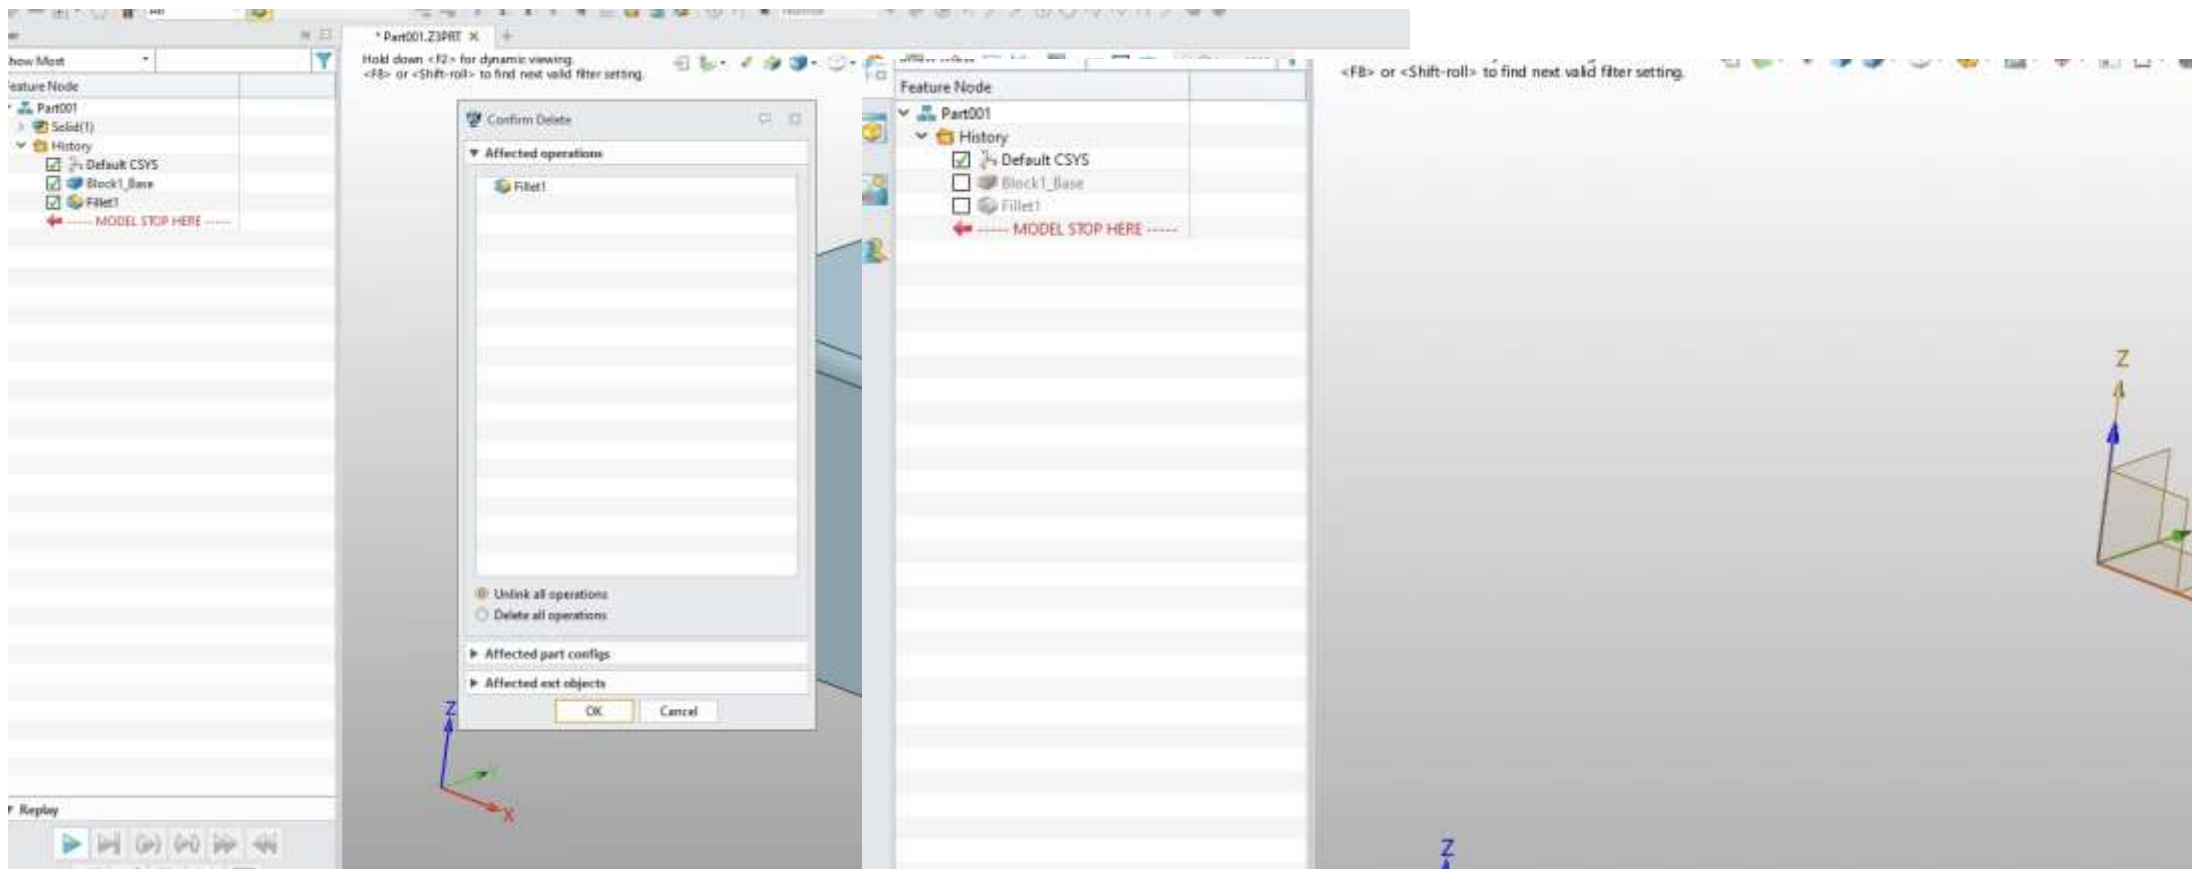 * Part001.Z3PRT
Hold down <F2> for dynamic viewing.
<F8> or <Shift-roll> to find next valid filter setting.
how Most
eature Node
Part001
Solid(1)
History
Default CSYS
Block1_Base
Fillet1
------ MODEL STOP HERE ------
Replay
Confirm Delete
Affected operations
Fillet1
Unlink all operations
Delete all operations
Affected part configs
Affected ext objects
OK
Cancel
Z
Y
X
Feature Node
Part001
History
Default CSYS
Block1_Base
Fillet1
------ MODEL STOP HERE ------
<F8> or <Shift-roll> to find next valid filter setting.
Z
Z